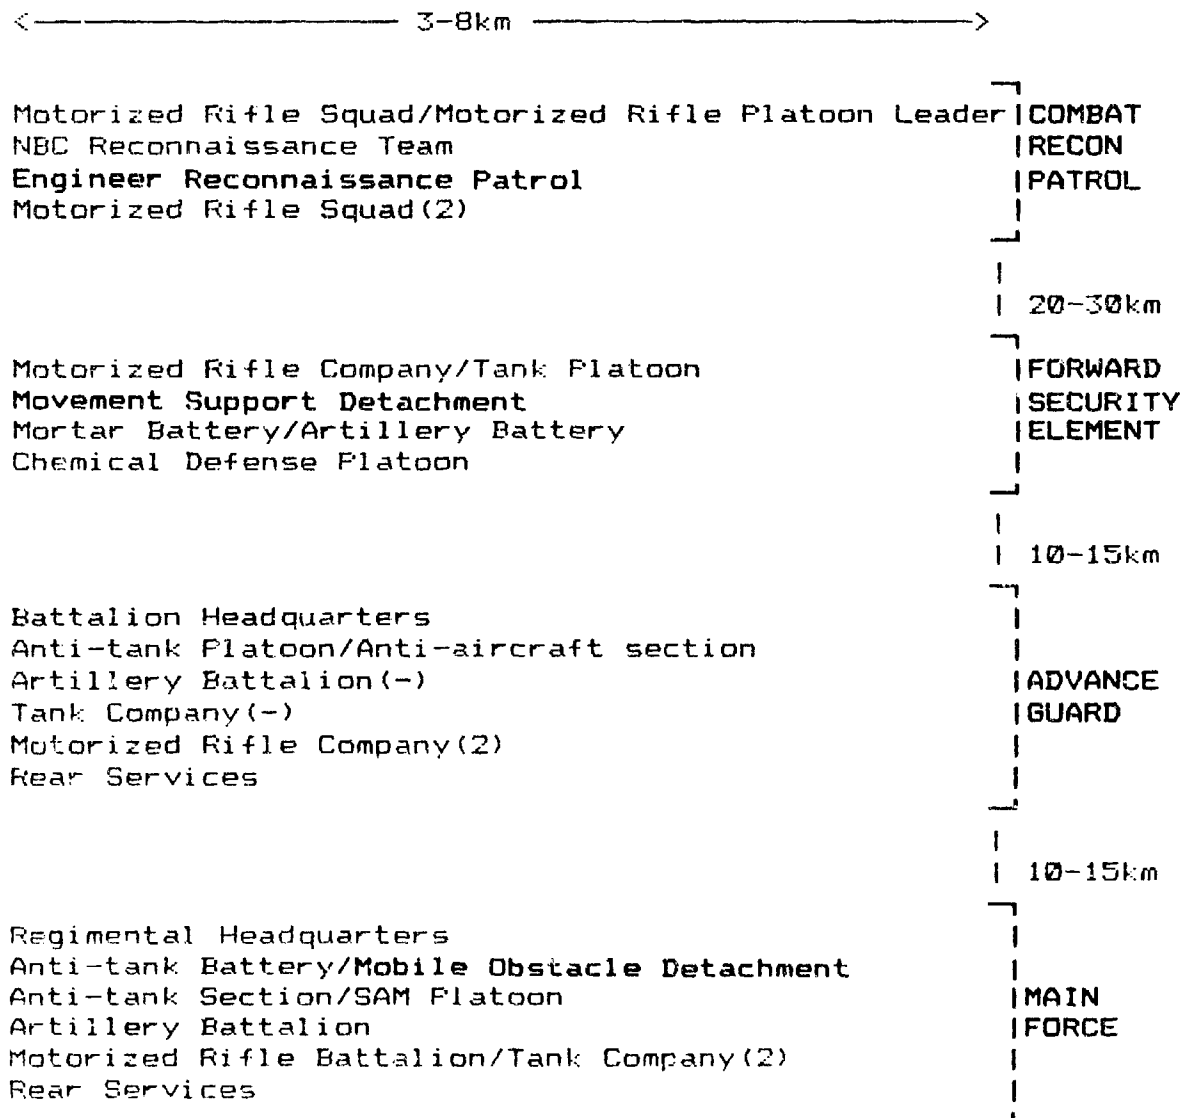 <——————— 3-8km ———————>
Motorized Rifle Squad/Motorized Rifle Platoon Leader COMBAT
NBC Reconnaissance Team RECON
Engineer Reconnaissance Patrol PATROL
Motorized Rifle Squad(2)
20-30km
Motorized Rifle Company/Tank Platoon FORWARD
Movement Support Detachment SECURITY
Mortar Battery/Artillery Battery ELEMENT
Chemical Defense Platoon
10-15km
Battalion Headquarters
Anti-tank Platoon/Anti-aircraft section
Artillery Battalion(-) ADVANCE
Tank Company(-) GUARD
Motorized Rifle Company(2)
Rear Services
10-15km
Regimental Headquarters
Anti-tank Battery/Mobile Obstacle Detachment
Anti-tank Section/SAM Platoon MAIN
Artillery Battalion FORCE
Motorized Rifle Battalion/Tank Company(2)
Rear Services